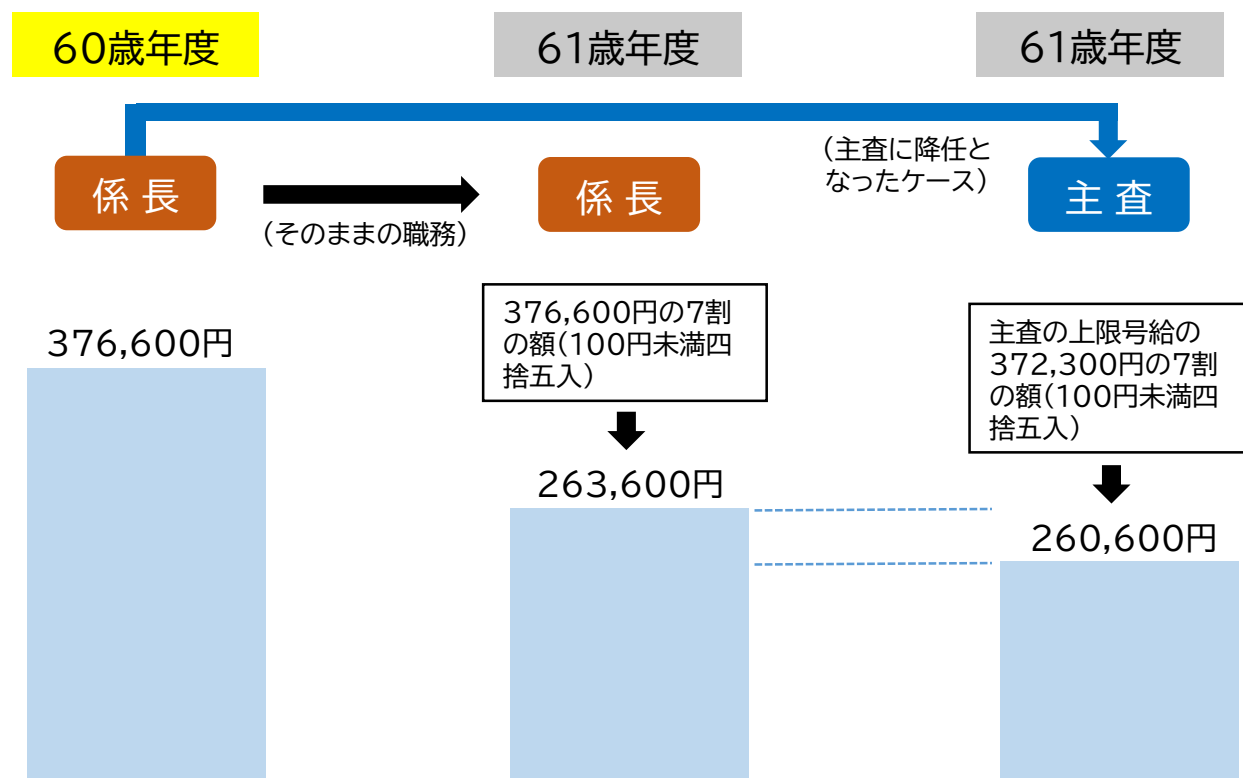 60歳年度
61歳年度
61歳年度
係長
(そのままの職務)
係長
(主査に降任と
なったケース)
主査
376,600円
376,600円の7割
の額(100円未満四
捨五入)
263,600円
主査の上限号給の
372,300円の7割
の額(100円未満四
捨五入)
260,600円